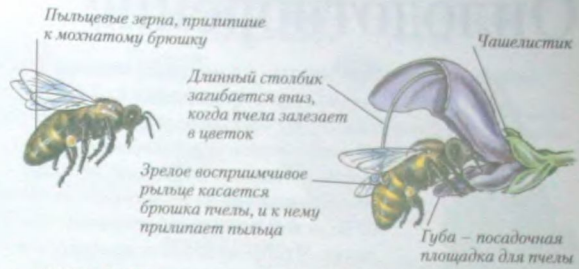 Пыльцевые зерна, прилипшие
к мохнатому брюшку
Чашелистик
Длинный столбик
загибается вниз,
когда пчела залезает
в цветок
Зрелое восприимчивое
рыльце касается
брюшка пчелы, и к нему
прилипает пыльца
Губа – посадочная
площадка для пчелы